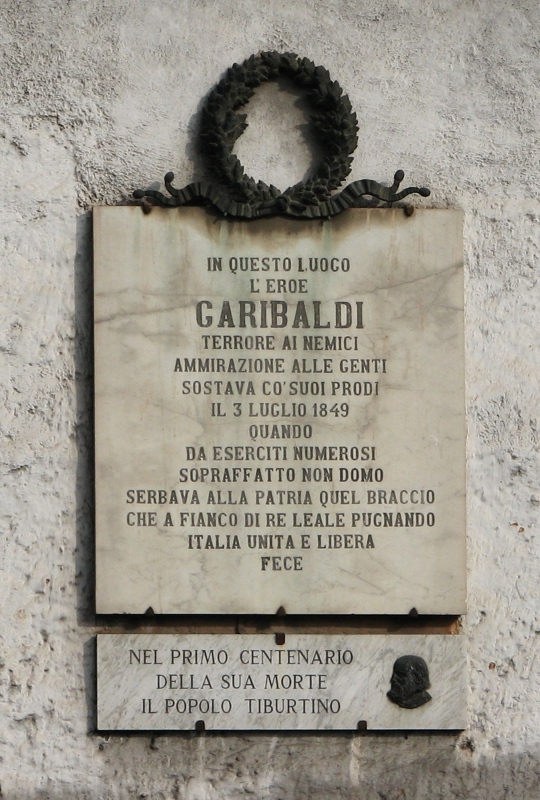 IN QUESTO LUOGO
L' EROE
GARIBALDI
TERRORE AI NEMICI
AMMIRAZIONE ALLE GENTI
SOSTAVA CO' SUOI PRODI
IL 3 LUGLIO 1849
QUANDO
DA ESERCITI NUMEROSI
SOPRAFFATTO NON DOMO
SERBAVA ALLA PATRIA QUEL BRACCIO
CHE A FIANCO DI RE LEALE PUGNANDO
ITALIA UNITA E LIBERA
FECE
NEL PRIMO CENTENARIO
DELLA SUA MORTE
IL POPOLO TIBURTINO